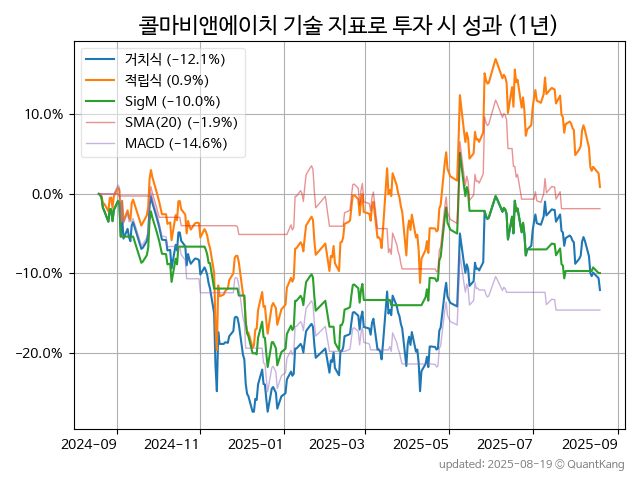 콜마비앤에이치 기술 지표로 투자 시 성과 (1년)
거치식 (−12.1%)
적립식 (0.9%)
SigM (−10.0%)
SMA(20) (−1.9%)
MACD (−14.6%)
10.0%
0.0%
−10.0%
−20.0%
2024-09 2024-11 2025-01 2025-03 2025-05 2025-07 2025-09
updated: 2025-08-19 © QuantKang